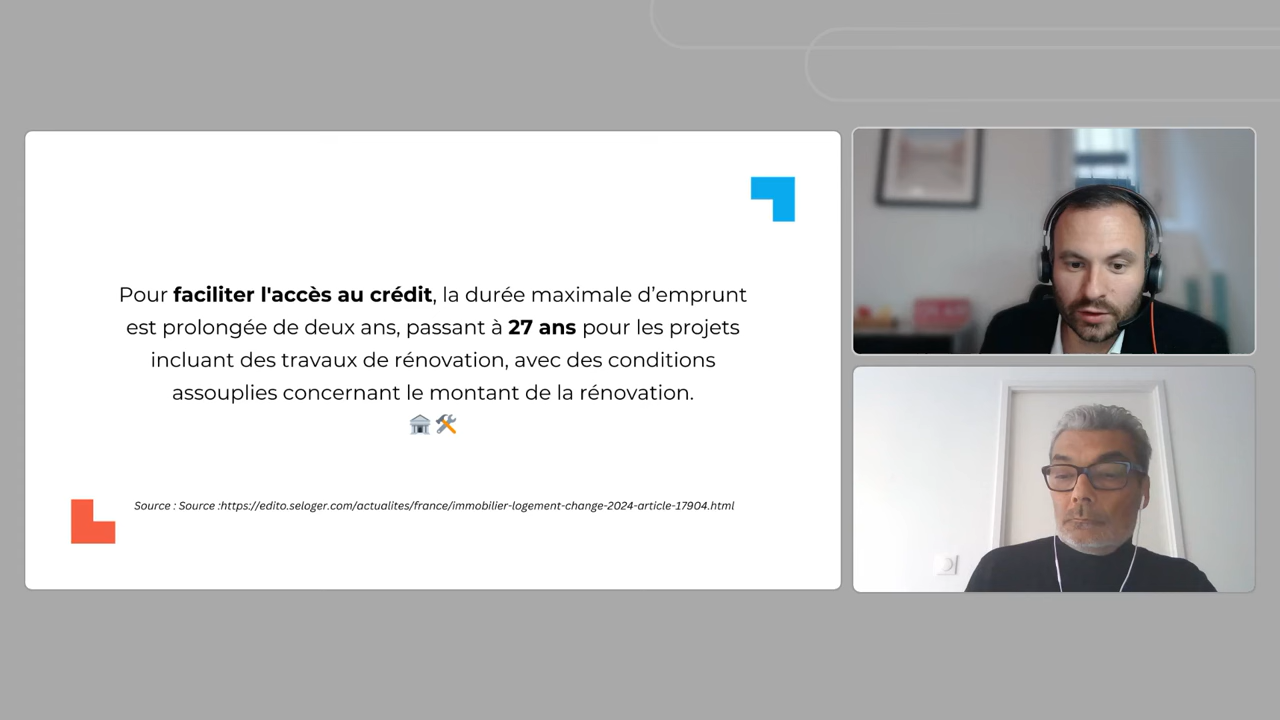 Pour faciliter l'accès au crédit, la durée maximale d’emprunt
est prolongée de deux ans, passant à 27 ans pour les projets
incluant des travaux de rénovation, avec des conditions
assouplies concernant le montant de la rénovation.
Source : Source :https://edito.seloger.com/actualites/france/immobilier-logement-change-2024-article-17904.html